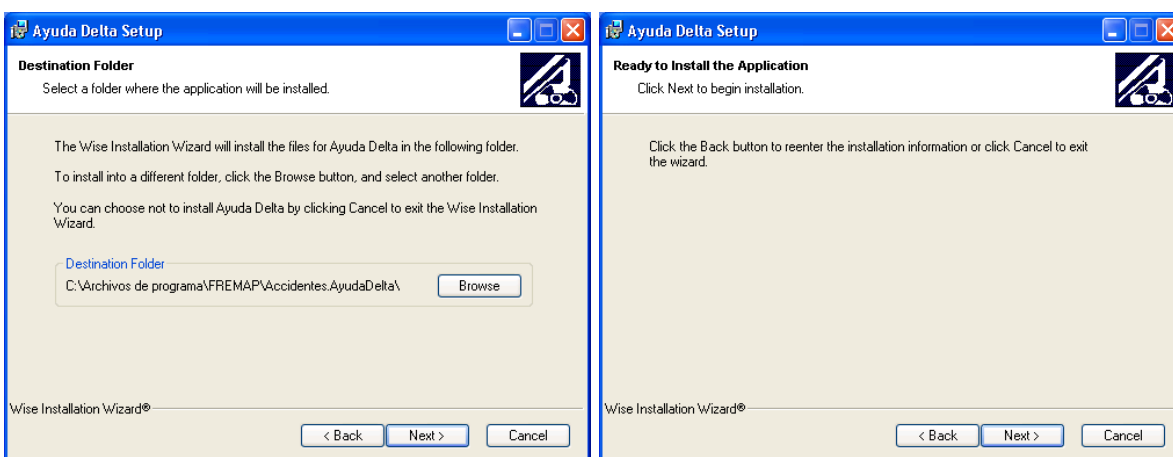 Ayuda Delta Setup
Destination Folder
Select a folder where the application will be installed.
The Wise Installation Wizard will install the files for Ayuda Delta in the following folder.
To install into a different folder, click the Browse button, and select another folder.
You can choose not to install Ayuda Delta by clicking Cancel to exit the Wise Installation
Wizard.
Destination Folder
C:\Archivos de programa\FREMAP\Accidentes.AyudaDelta\
Browse
Wise Installation Wizard®
< Back
Next >
Cancel
Ayuda Delta Setup
Ready to Install the Application
Click Next to begin installation.
Click the Back button to reenter the installation information or click Cancel to exit
the wizard.
Wise Installation Wizard®
< Back
Next >
Cancel